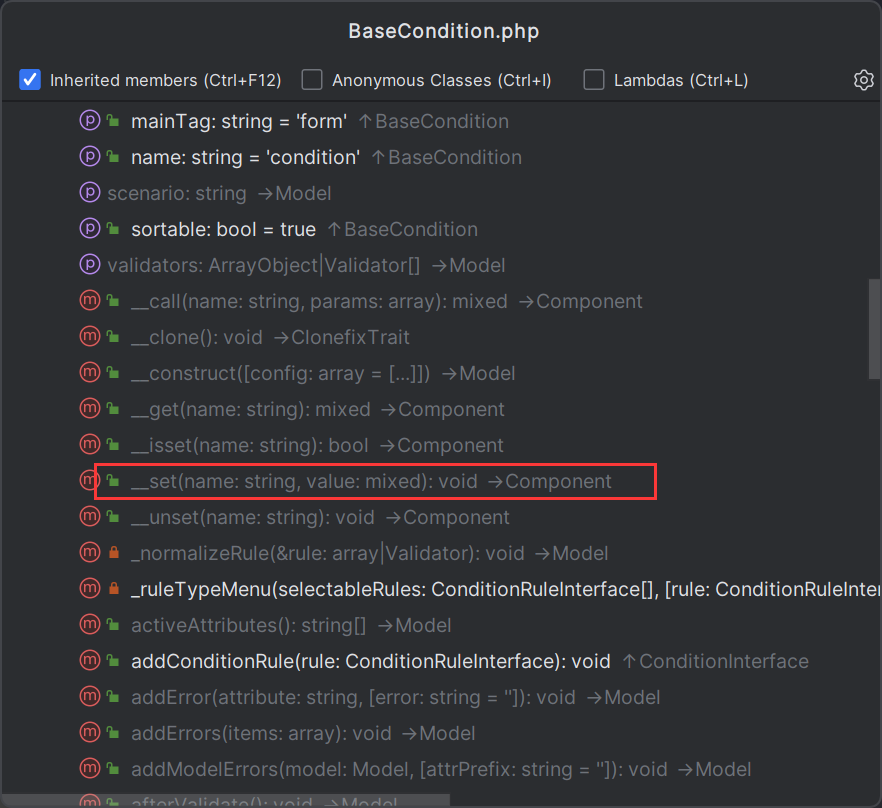 BaseCondition.php
Inherited members (Ctrl+F12) Anonymous Classes (Ctrl+I) Lambdas (Ctrl+L)
mainTag: string = 'form' ↑BaseCondition
name: string = 'condition' ↑BaseCondition
scenario: string →Model
sortable: bool = true ↑BaseCondition
validators: ArrayObject|Validator[] →Model
__call(name: string, params: array): mixed →Component
__clone(): void →ClonefixTrait
__construct([config: array = [...]]) →Model
__get(name: string): mixed →Component
__isset(name: string): bool →Component
__set(name: string, value: mixed): void →Component
__unset(name: string): void →Component
_normalizeRule(&rule: array|Validator): void →Model
_ruleTypeMenu(selectableRules: ConditionRuleInterface[], [rule: ConditionRuleInter
activeAttributes(): string[] →Model
addConditionRule(rule: ConditionRuleInterface): void ↑ConditionInterface
addError(attribute: string, [error: string = '']): void →Model
addErrors(items: array): void →Model
addModelErrors(model: Model, [attrPrefix: string = '']): void →Model
afterValidate(): void →Model